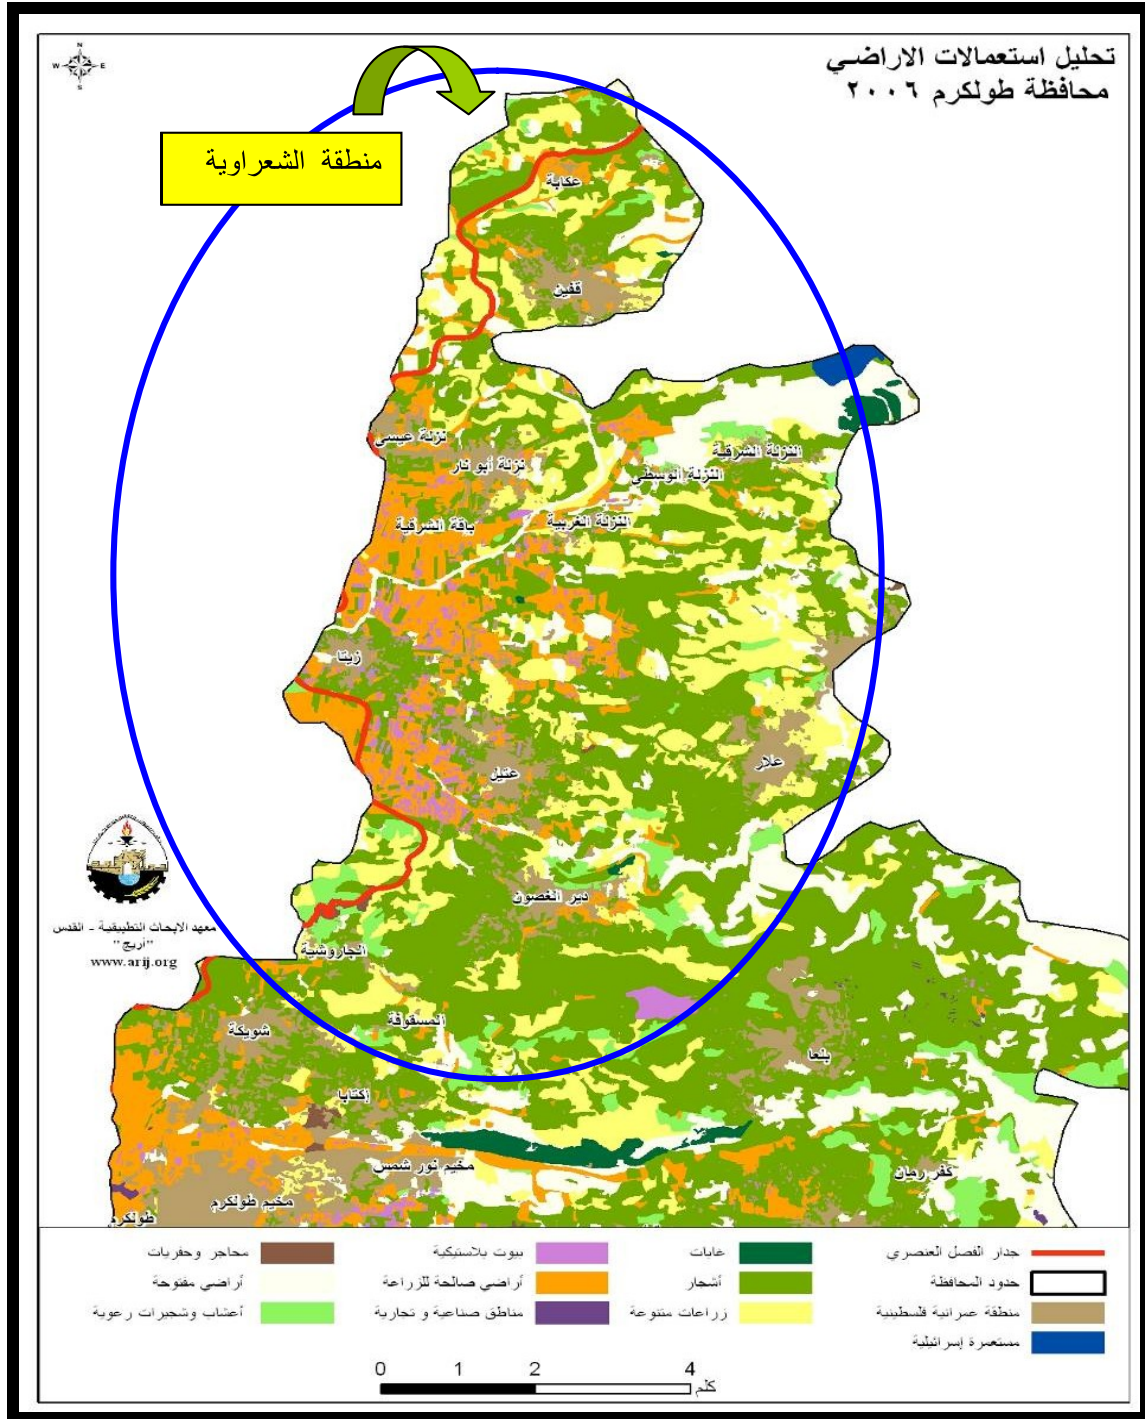 تحليل استعمالات الاراضي
محافظة طولكرم ٢٠٠٦
N
W
E
S
منطقة الشعراوية
عكابة
قفين
نزلة عيسى
نزلة أبو نار
النزلة الشرقية
النزلة الوسطى
النزلة الغربية
باقة الشرقية
زيتا
علار
عتيل
دير الغصون
الجاروشية
المسقوفة
شويكة
بلعا
إكتابا
مخيم نور شمس
كفر رمان
مخيم طولكرم
طولكرم
معهد الابحاث التطبيقية - القدس
"أريج"
www.arij.org
جدار الفصل العنصري
غابات
بيوت بلاستيكية
محاجر وحفريات
حدود المحافظة
أشجار
أراضي صالحة للزراعة
أراضي مفتوحة
منطقة عمرانية فلسطينية
زراعات متنوعة
مناطق صناعية و تجارية
أعشاب وشجيرات رعوية
مستعمرة إسرائيلية
0 1 2 4
كلم